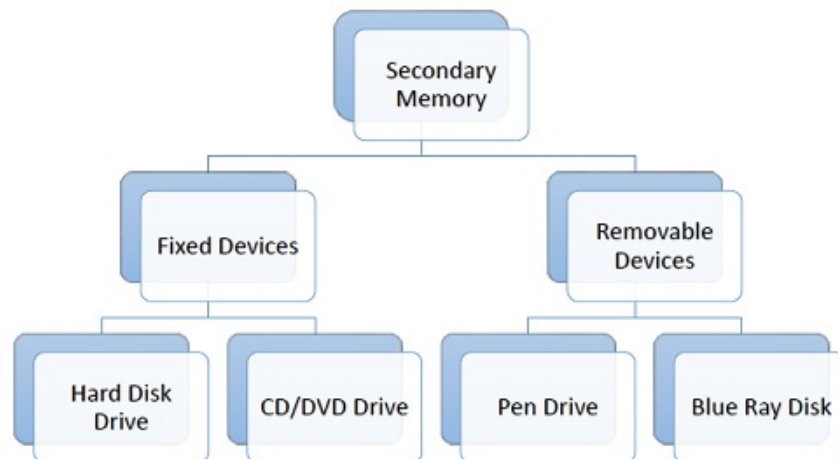 Secondary
Memory
Fixed Devices
Removable
Devices
Hard Disk
Drive
CD/DVD Drive
Pen Drive
Blue Ray Disk